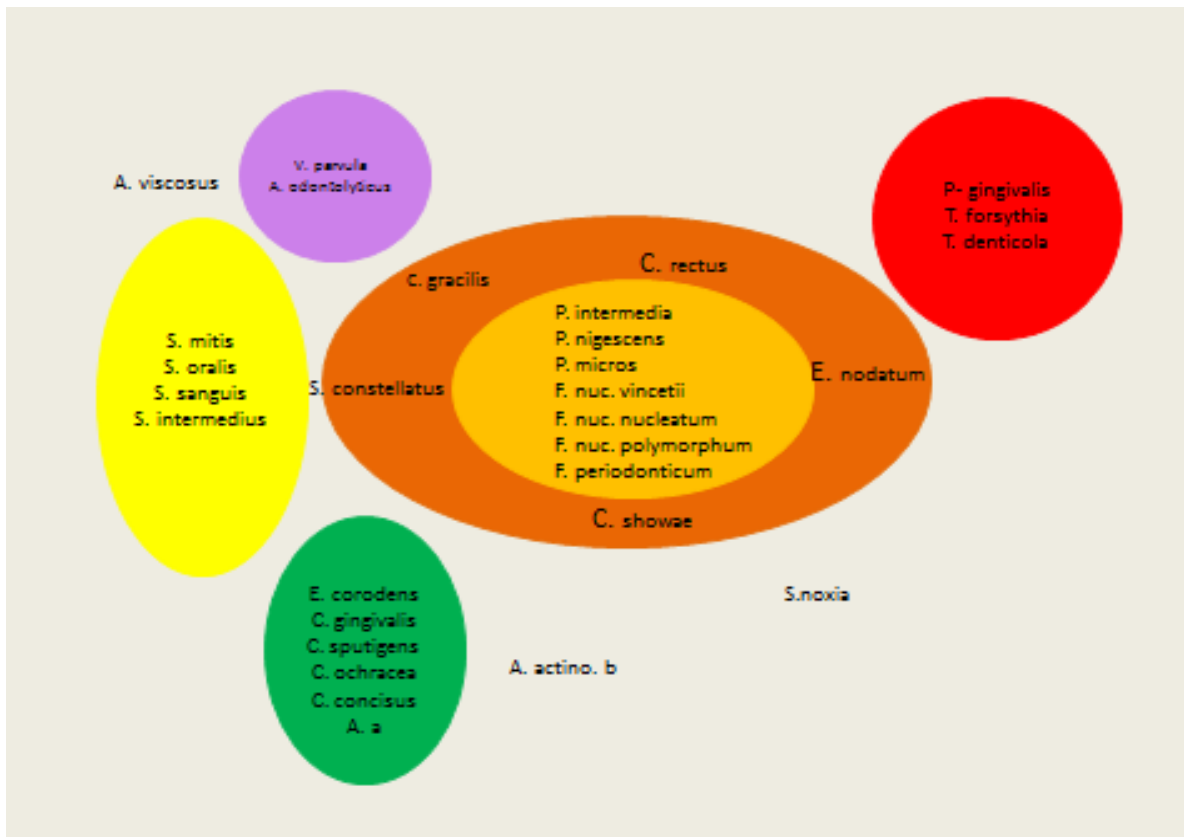 V. parvula
A. odontolyticus
A. viscosus
P- gingivalis
T. forsythia
T. denticola
C. rectus
C. gracilis
P. intermedia
P. nigescens
P. micros
F. nuc. vincetii
F. nuc. nucleatum
F. nuc. polymorphum
F. periodonticum
S. mitis
S. oralis
S. sanguis
S. intermedius
S. constellatus
E. nodatum
C. showae
E. corodens
C. gingivalis
C. sputigens
C. ochracea
C. concisus
A. a
S.noxia
A. actino. b